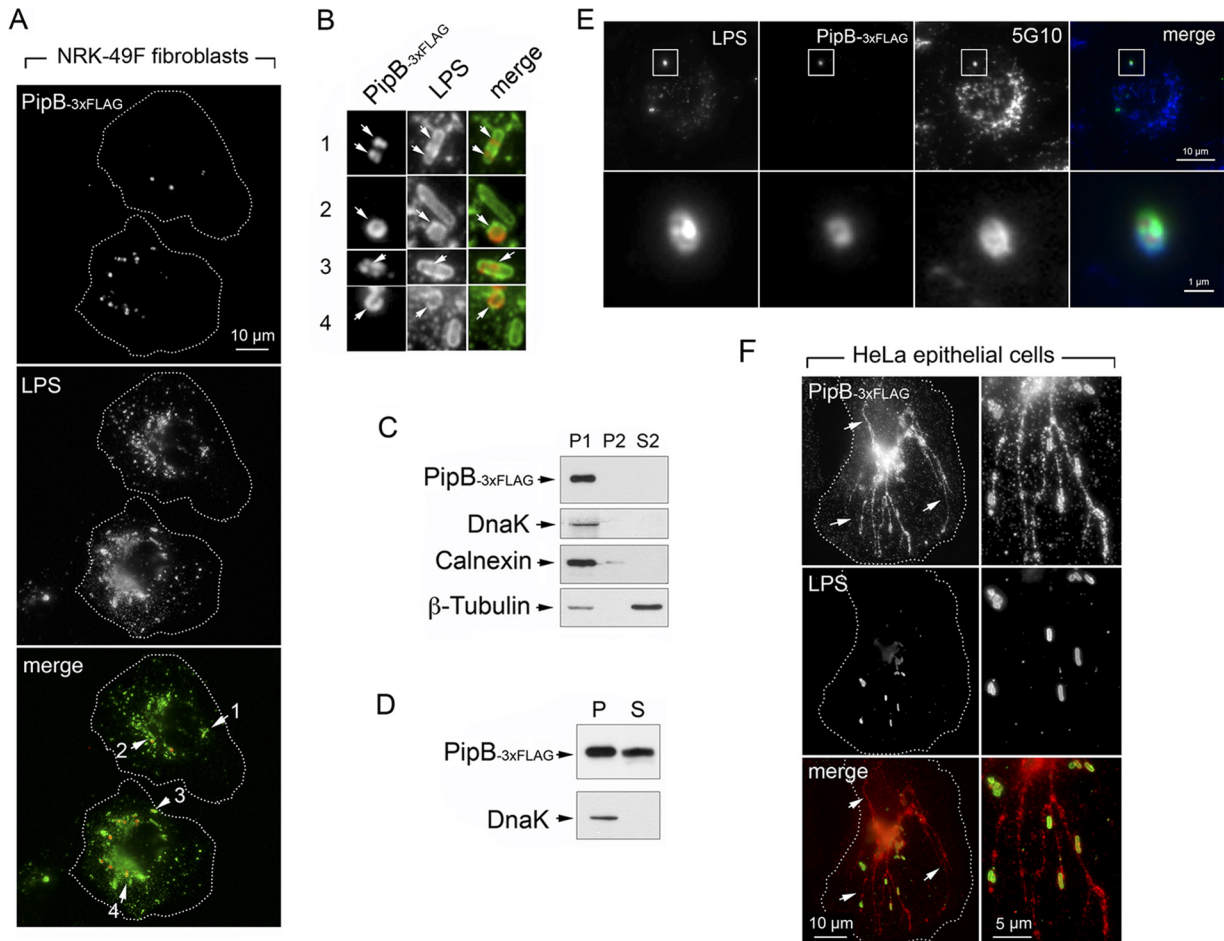 A
NRK-49F fibroblasts
PipB-3xFLAG
10 µm
LPS
merge
1
2
3
4
B
PipB-3xFLAG
LPS
merge
1
2
3
4
C
P1 P2 S2
PipB-3xFLAG
DnaK
Calnexin
β-Tubulin
D
P S
PipB-3xFLAG
DnaK
E
LPS PipB-3xFLAG 5G10 merge
10 µm
1 µm
F
HeLa epithelial cells
PipB-3xFLAG
LPS
merge
10 µm 5 µm